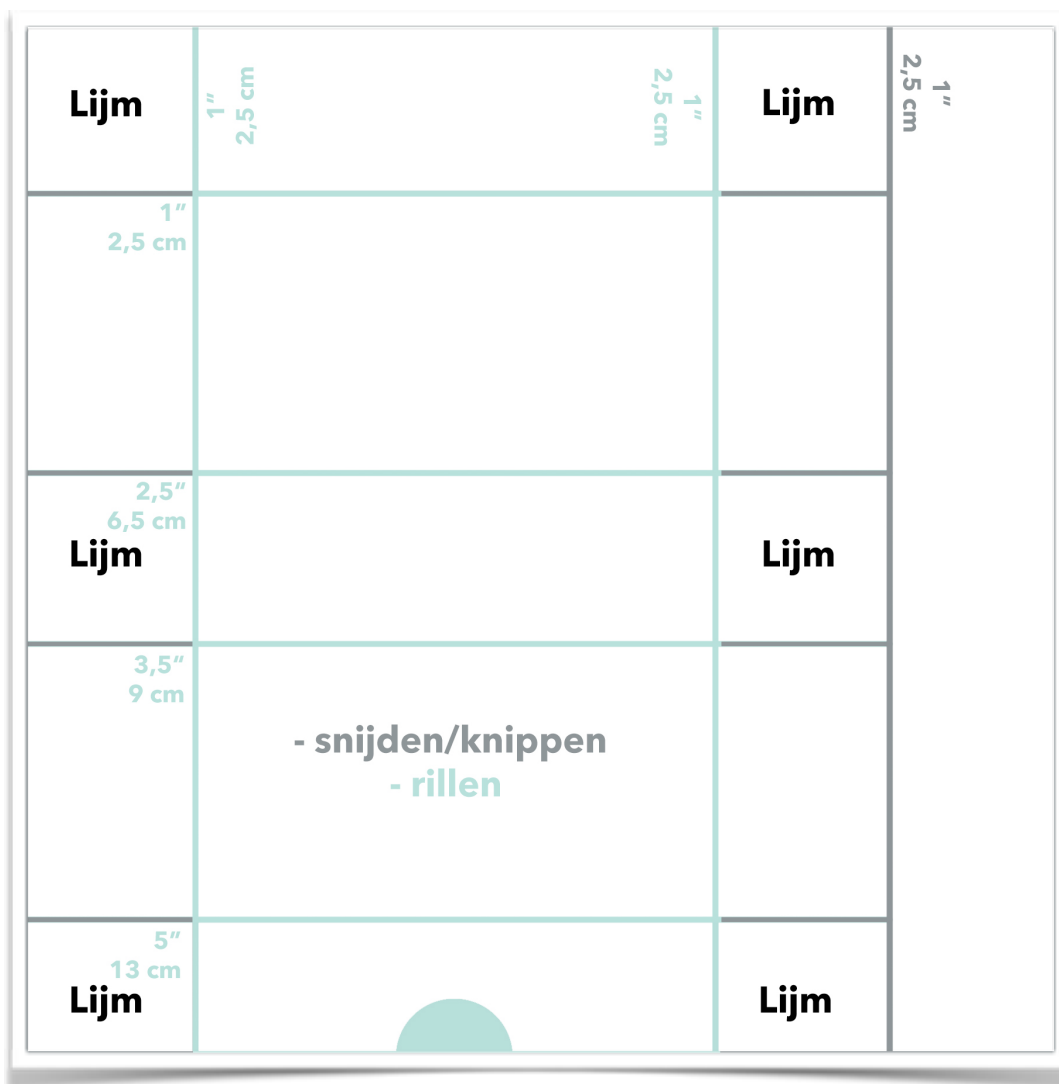 Lijm
1”
2,5 cm
1”
2,5 cm
Lijm
1”
2,5 cm
1”
2,5 cm
2,5“
6,5 cm
Lijm
Lijm
3,5“
9 cm
- snijden/knippen
- rillen
5”
13 cm
Lijm
Lijm